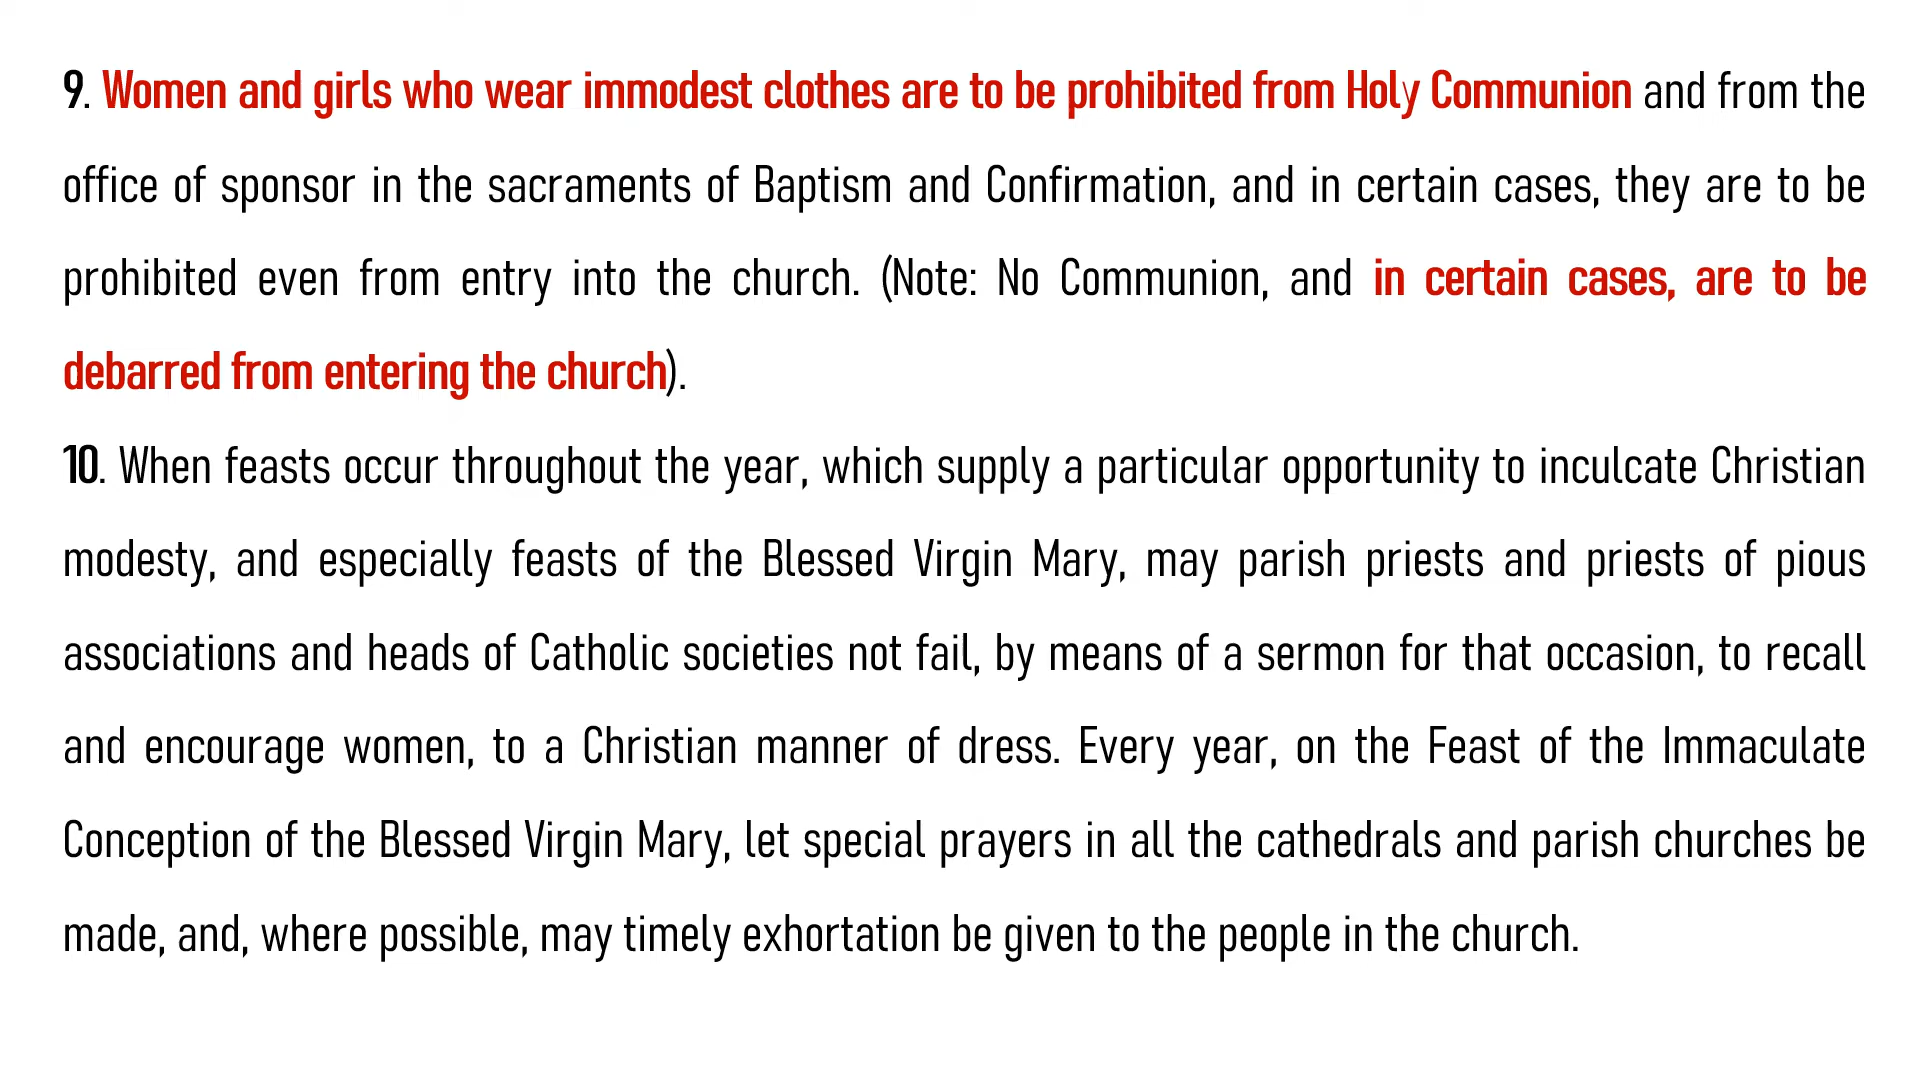 9. Women and girls who wear immodest clothes are to be prohibited from Holy Communion and from the
office of sponsor in the sacraments of Baptism and Confirmation, and in certain cases, they are to be
prohibited even from entry into the church. (Note: No Communion, and in certain cases, are to be
debarred from entering the church).
10. When feasts occur throughout the year, which supply a particular opportunity to inculcate Christian
modesty, and especially feasts of the Blessed Virgin Mary, may parish priests and priests of pious
associations and heads of Catholic societies not fail, by means of a sermon for that occasion, to recall
and encourage women, to a Christian manner of dress. Every year, on the Feast of the Immaculate
Conception of the Blessed Virgin Mary, let special prayers in all the cathedrals and parish churches be
made, and, where possible, may timely exhortation be given to the people in the church.